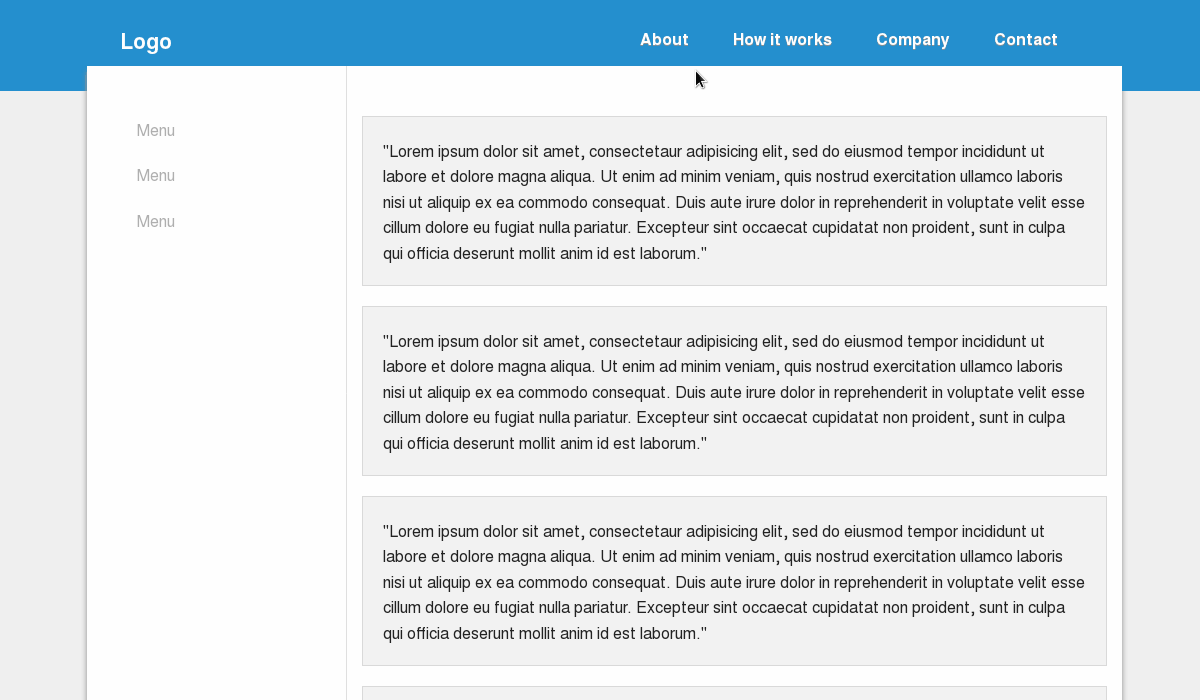 Logo
About How it works Company Contact
Menu
Menu
Menu
"Lorem ipsum dolor sit amet, consectetaur adipisicing elit, sed do eiusmod tempor incididunt ut
labore et dolore magna aliqua. Ut enim ad minim veniam, quis nostrud exercitation ullamco laboris
nisi ut aliquip ex ea commodo consequat. Duis aute irure dolor in reprehenderit in voluptate velit esse
cillum dolore eu fugiat nulla pariatur. Excepteur sint occaecat cupidatat non proident, sunt in culpa
qui officia deserunt mollit anim id est laborum."
"Lorem ipsum dolor sit amet, consectetaur adipisicing elit, sed do eiusmod tempor incididunt ut
labore et dolore magna aliqua. Ut enim ad minim veniam, quis nostrud exercitation ullamco laboris
nisi ut aliquip ex ea commodo consequat. Duis aute irure dolor in reprehenderit in voluptate velit esse
cillum dolore eu fugiat nulla pariatur. Excepteur sint occaecat cupidatat non proident, sunt in culpa
qui officia deserunt mollit anim id est laborum."
"Lorem ipsum dolor sit amet, consectetaur adipisicing elit, sed do eiusmod tempor incididunt ut
labore et dolore magna aliqua. Ut enim ad minim veniam, quis nostrud exercitation ullamco laboris
nisi ut aliquip ex ea commodo consequat. Duis aute irure dolor in reprehenderit in voluptate velit esse
cillum dolore eu fugiat nulla pariatur. Excepteur sint occaecat cupidatat non proident, sunt in culpa
qui officia deserunt mollit anim id est laborum."